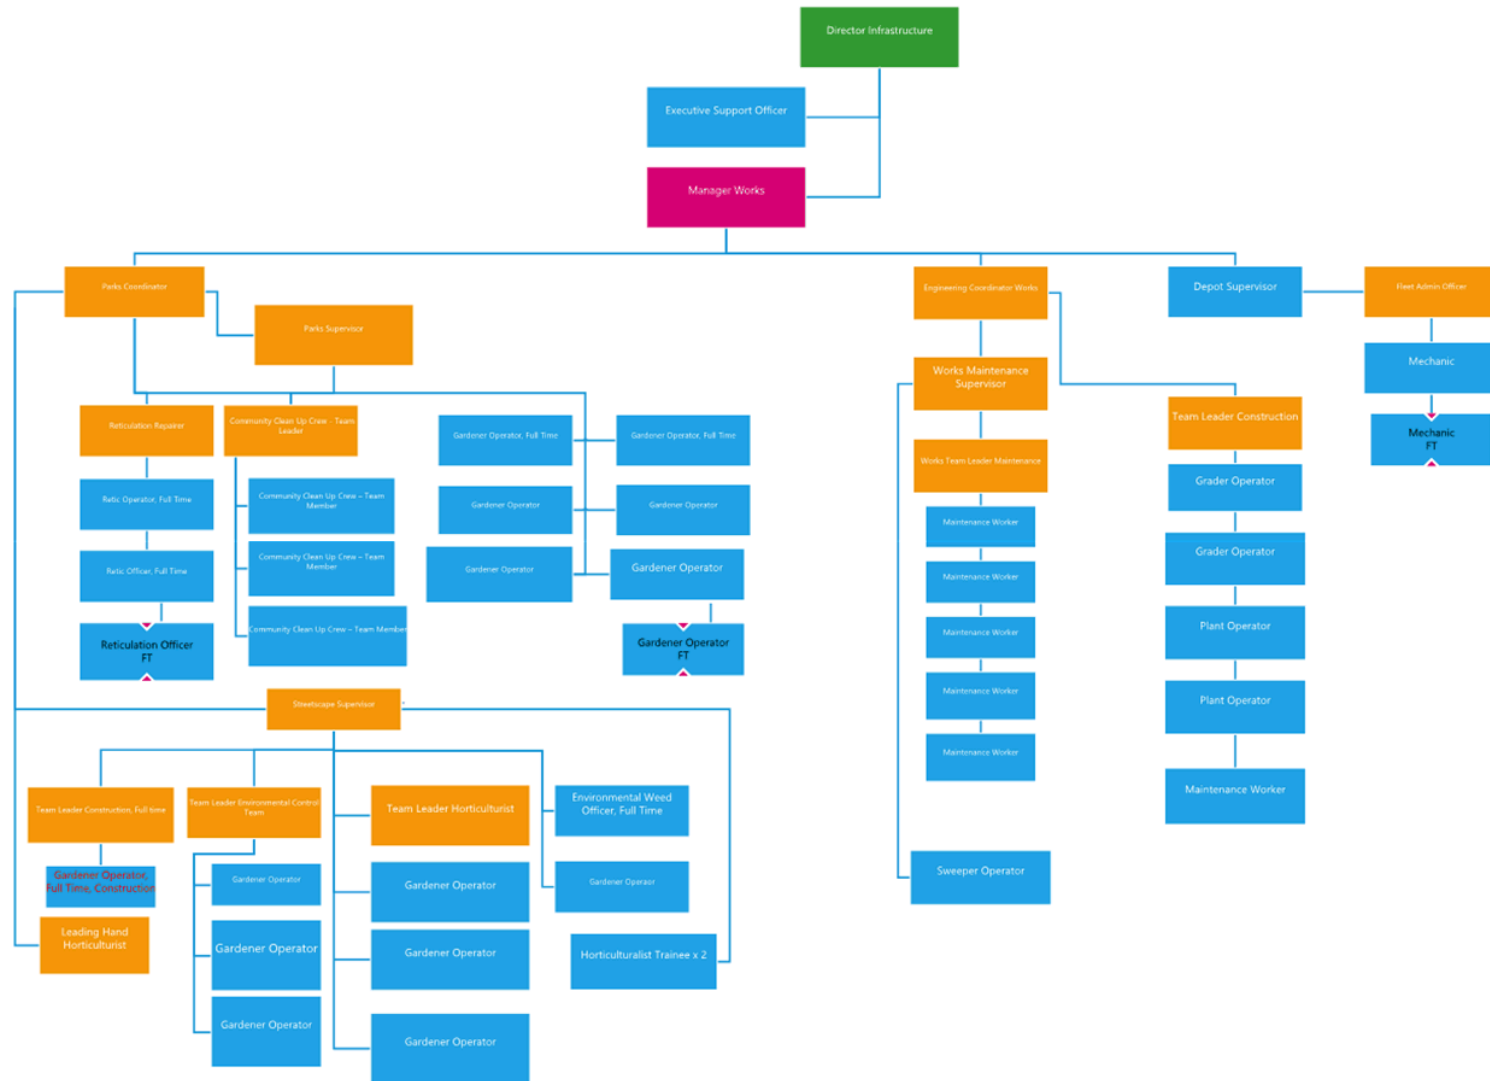 Director Infrastructure
Executive Support Officer
Manager Works
Parks Coordinator
Engineering Coordinator Works
Depot Supervisor
Fleet Admin Officer
Parks Supervisor
Mechanic
Works Maintenance
Supervisor
Team Leader Construction
Reticulation Repairer
Community Clean Up Crew - Team
Leader
Gardener Operator, Full Time
Gardener Operator, Full Time
Mechanic
FT
Works Team Leader Maintenance
Grader Operator
Retic Operator, Full Time
Community Clean Up Crew – Team
Member
Gardener Operator
Gardener Operator
Maintenance Worker
Grader Operator
Retic Officer, Full Time
Community Clean Up Crew – Team
Member
Gardener Operator
Gardener Operator
Maintenance Worker
Plant Operator
Reticulation Officer
FT
Community Clean Up Crew – Team Member
Gardener Operator
FT
Maintenance Worker
Plant Operator
Streetscape Supervisor
Maintenance Worker
Maintenance Worker
Maintenance Worker
Team Leader Construction, Full time
Team Leader Environmental Control
Team
Team Leader Horticulturist
Environmental Weed
Officer, Full Time
Gardener Operator,
Full Time, Construction
Gardener Operator
Gardener Operator
Gardener Operaor
Sweeper Operator
Leading Hand
Horticulturist
Gardener Operator
Gardener Operator
Horticulturalist Trainee x 2
Gardener Operator
Gardener Operator